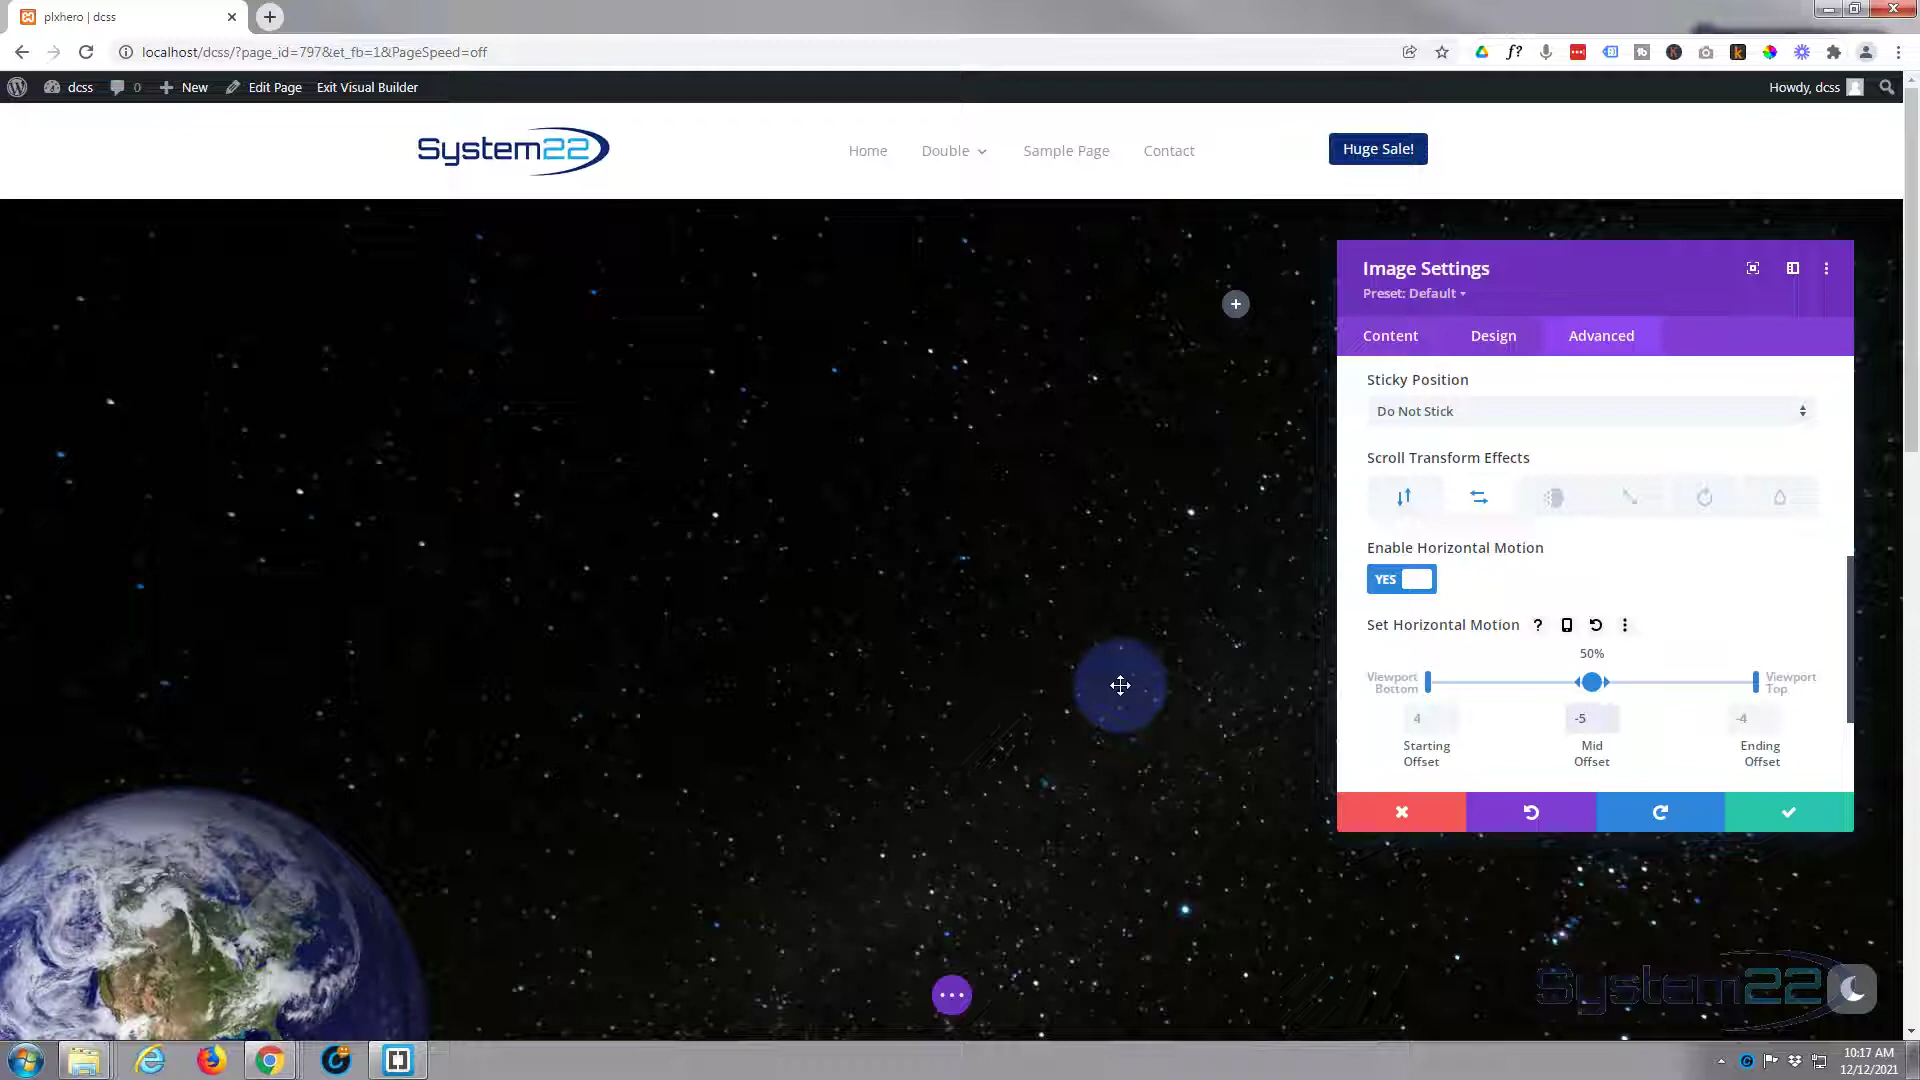 plxhero | dcss
localhost/dcss/?page_id=797&et_fb=1&PageSpeed=off
dcss 0 New Edit Page Exit Visual Builder Howdy, dcss
System22 Home Double Sample Page Contact Huge Sale!
Image Settings
Preset: Default
Content Design Advanced
Sticky Position
Do Not Stick
Scroll Transform Effects
Enable Horizontal Motion
YES
Set Horizontal Motion ?
50%
Viewport Bottom
Viewport Top
4 -5 -4
Starting Offset
Mid Offset
Ending Offset
System22
10:17 AM
12/12/2021